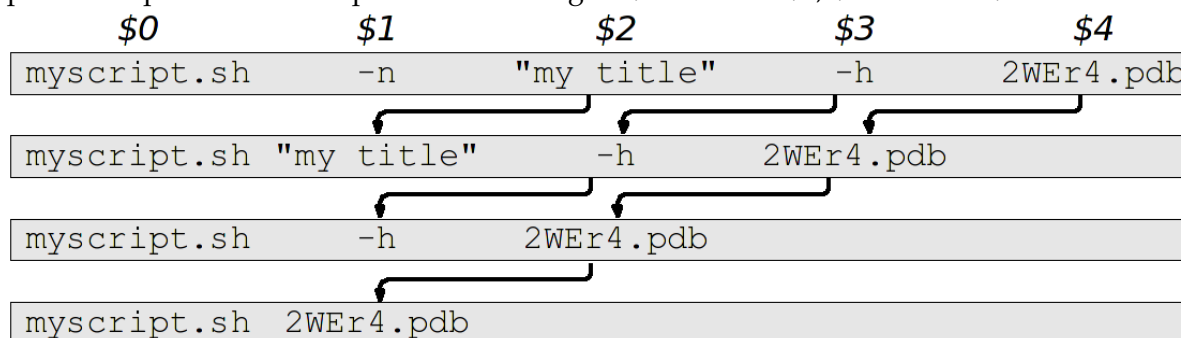 $0 $1 $2 $3 $4
myscript.sh -n "my title" -h 2WEr4.pdb
myscript.sh "my title" -h 2WEr4.pdb
myscript.sh -h 2WEr4.pdb
myscript.sh 2WEr4.pdb